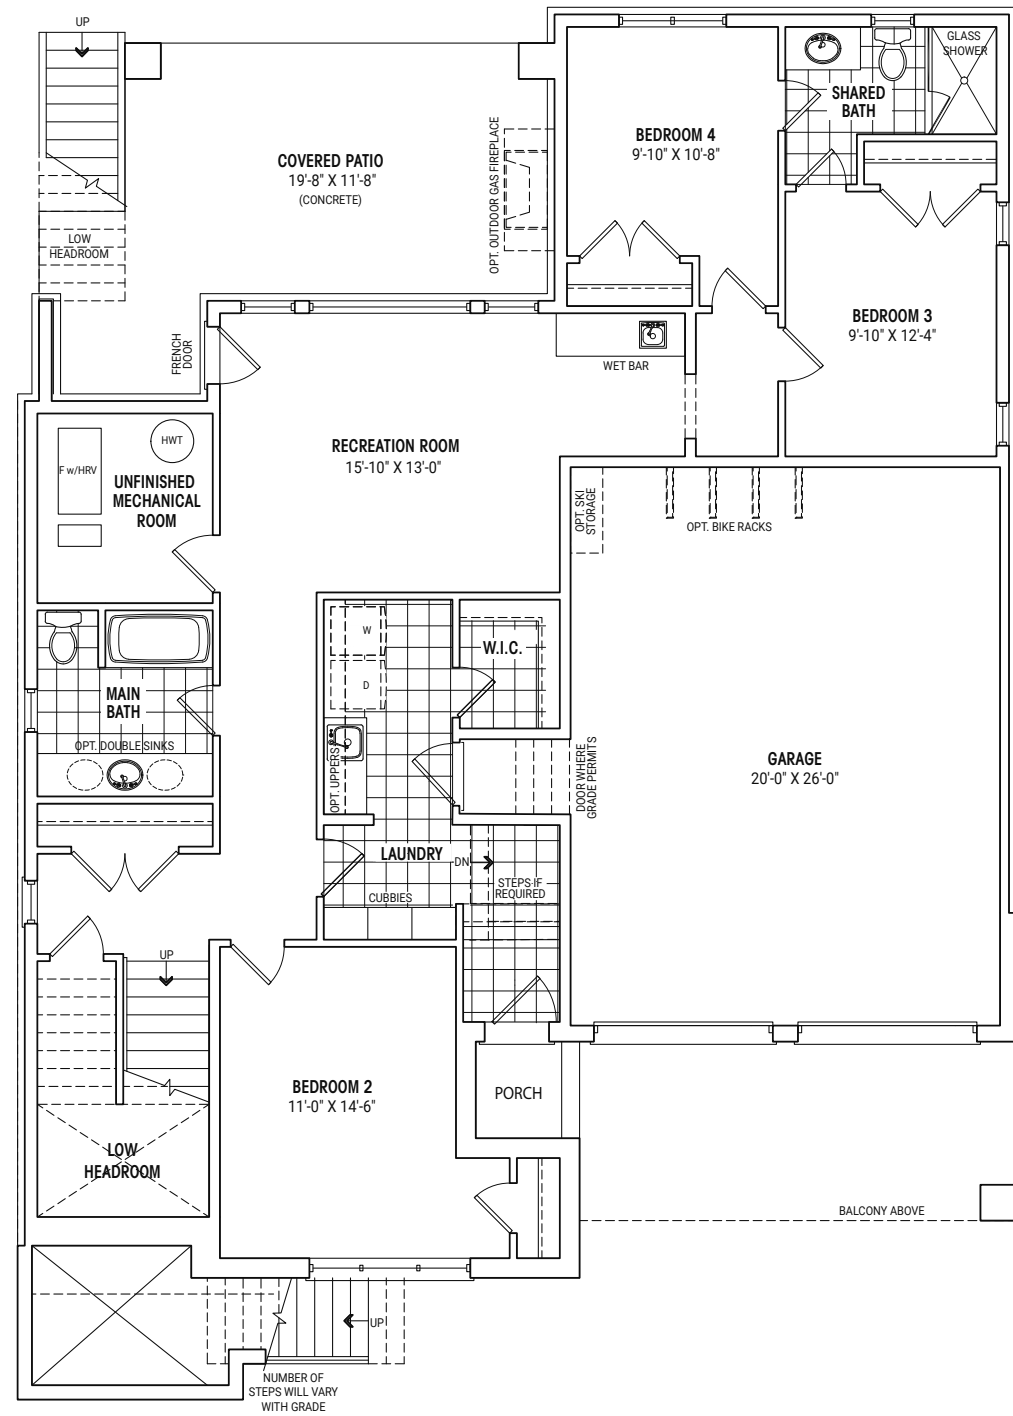 UP
GLASS
SHOWER
SHARED
BATH
BEDROOM 4
9'-10" X 10'-8"
COVERED PATIO
19'-8" X 11'-8"
(CONCRETE)
OPT. OUTDOOR GAS FIREPLACE
LOW
HEADROOM
BEDROOM 3
9'-10" X 12'-4"
FRENCH
DOOR
WET BAR
RECREATION ROOM
15'-10" X 13'-0"
HWT
F w/HRV
UNFINISHED
MECHANICAL
ROOM
OPT. SKI
STORAGE
OPT. BIKE RACKS
W
D
W.I.C.
MAIN
BATH
OPT. DOUBLE SINKS
OPT. UPPERS
DOOR WHERE
GRADE PERMITS
GARAGE
20'-0" X 26'-0"
LAUNDRY
DN
STEPS IF
REQUIRED
CUBBIES
UP
BEDROOM 2
11'-0" X 14'-6"
PORCH
LOW
HEADROOM
BALCONY ABOVE
UP
NUMBER OF
STEPS WILL VARY
WITH GRADE